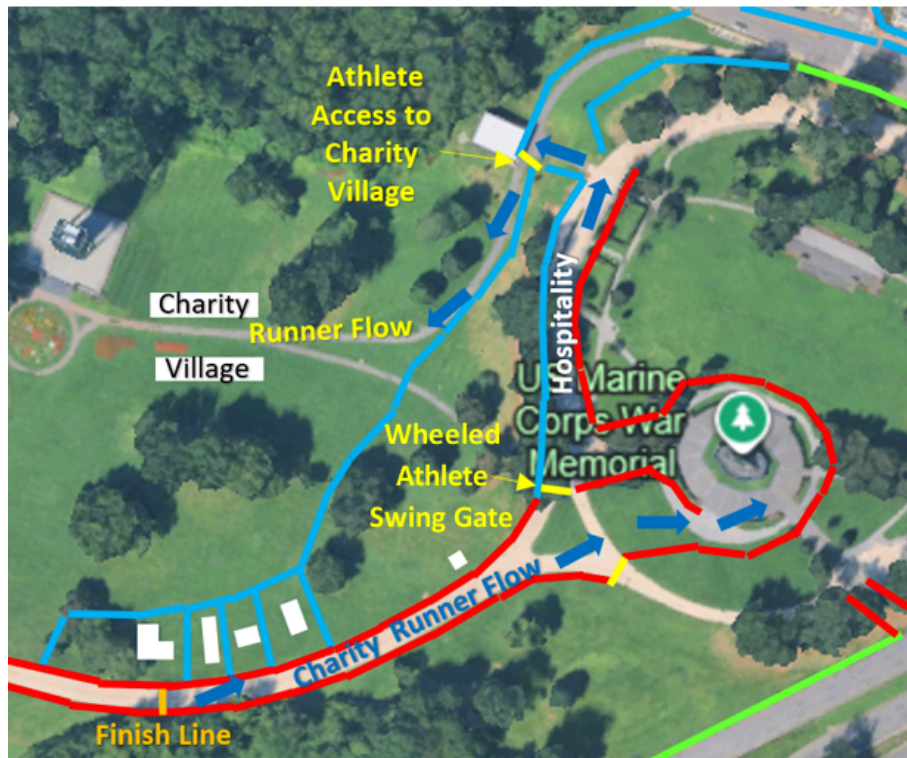 Athlete
Access to
Charity
Village
Charity
Runner Flow
Village
Hospitality
US Marine
Corps War
Memorial
Wheeled
Athlete
Swing Gate
Charity Runner Flow
Finish Line